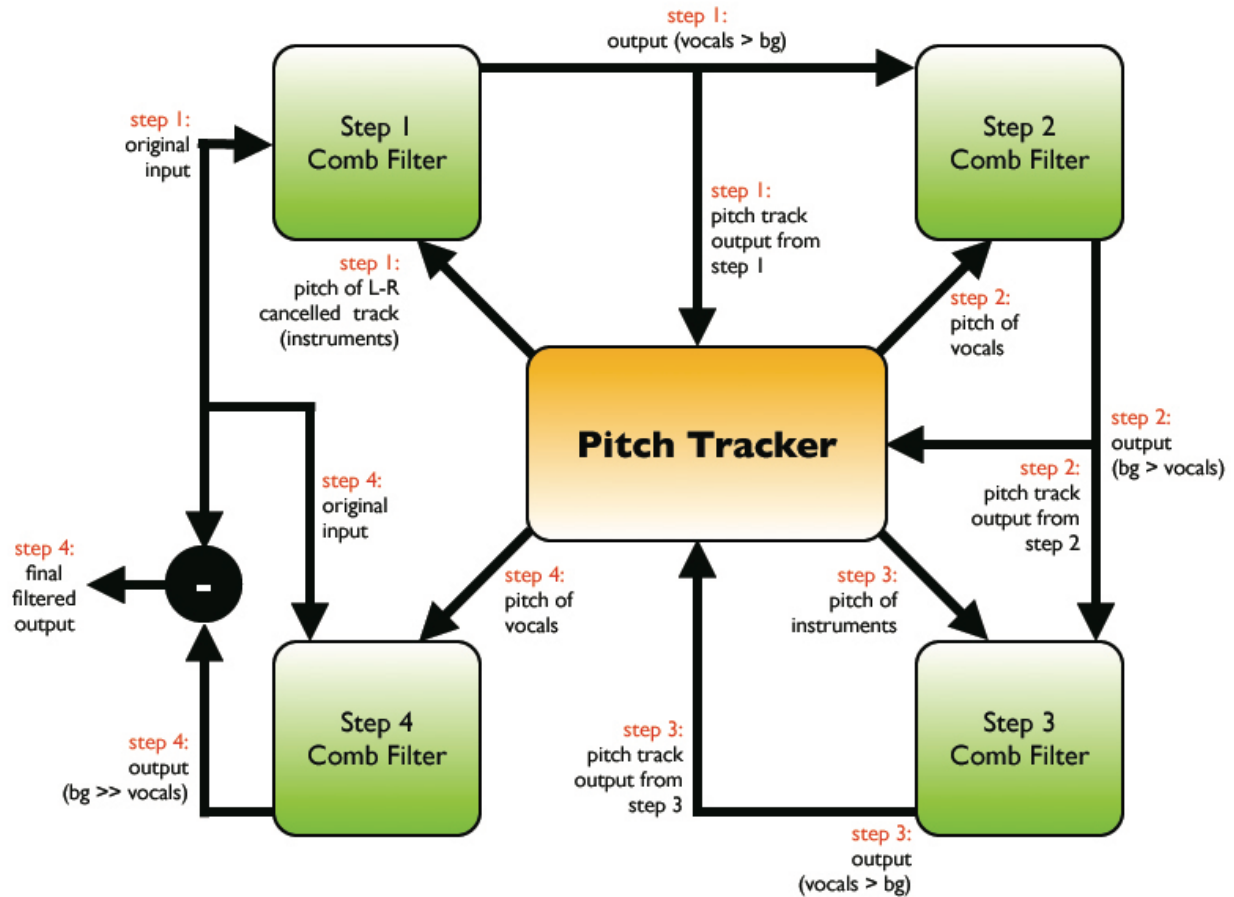 step 1:
output (vocals > bg)
step 1:
original
input
Step 1
Comb Filter
Step 2
Comb Filter
step 1:
pitch track
output from
step 1
step 1:
pitch of L-R
cancelled track
(instruments)
step 2:
pitch of
vocals
Pitch Tracker
step 2:
output
(bg > vocals)
step 2:
pitch track
output from
step 2
step 4:
original
input
step 4:
final
filtered
output
-
step 4:
pitch of
vocals
step 3:
pitch of
instruments
Step 4
Comb Filter
Step 3
Comb Filter
step 4:
output
(bg >> vocals)
step 3:
pitch track
output from
step 3
step 3:
output
(vocals > bg)